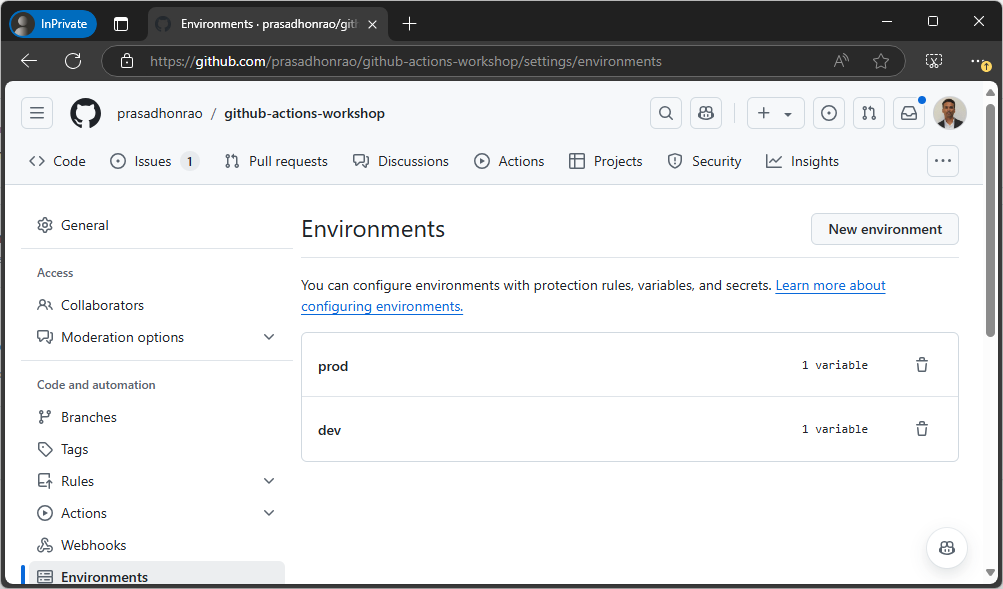 InPrivate
Environments · prasadhonrao/gith
https://github.com/prasadhonrao/github-actions-workshop/settings/environments
prasadhonrao / github-actions-workshop
Code Issues 1 Pull requests Discussions Actions Projects Security Insights
General
Access
Collaborators
Moderation options
Code and automation
Branches
Tags
Rules
Actions
Webhooks
Environments
Environments
New environment
You can configure environments with protection rules, variables, and secrets. Learn more about
configuring environments.
prod 1 variable
dev 1 variable